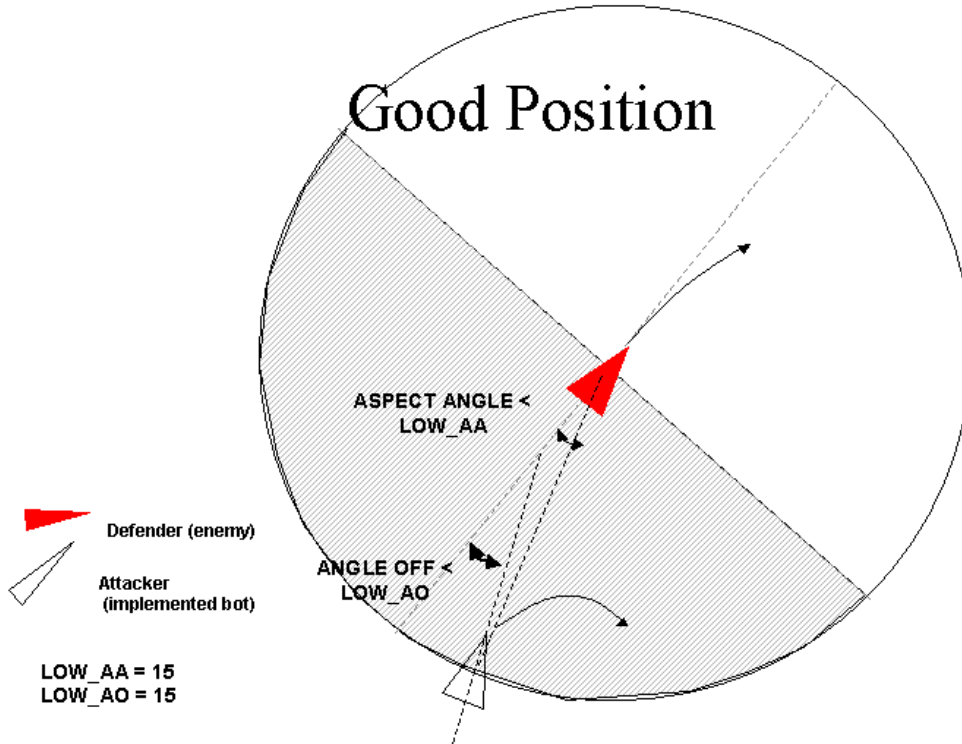 Good Position
ASPECT ANGLE <
LOW_AA
ANGLE OFF <
LOW_AO
Defender (enemy)
Attacker
(implemented bot)
LOW_AA = 15
LOW_AO = 15